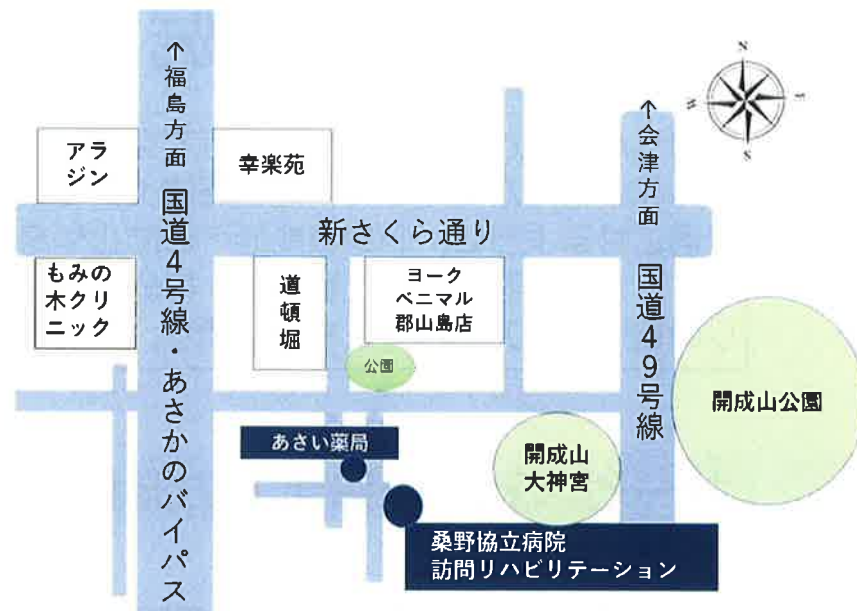 ↑福島方面 国道4号線・あさかのバイパス
アラ
ジン
幸楽苑
新さくら通り
↑会津方面 国道49号線
N
W
S
もみの
木クリ
ニック
道頓堀
ヨーク
ベニマル
郡山島店
公園
あさい薬局
開成山
大神宮
開成山公園
桑野協立病院
訪問リハビリテーション